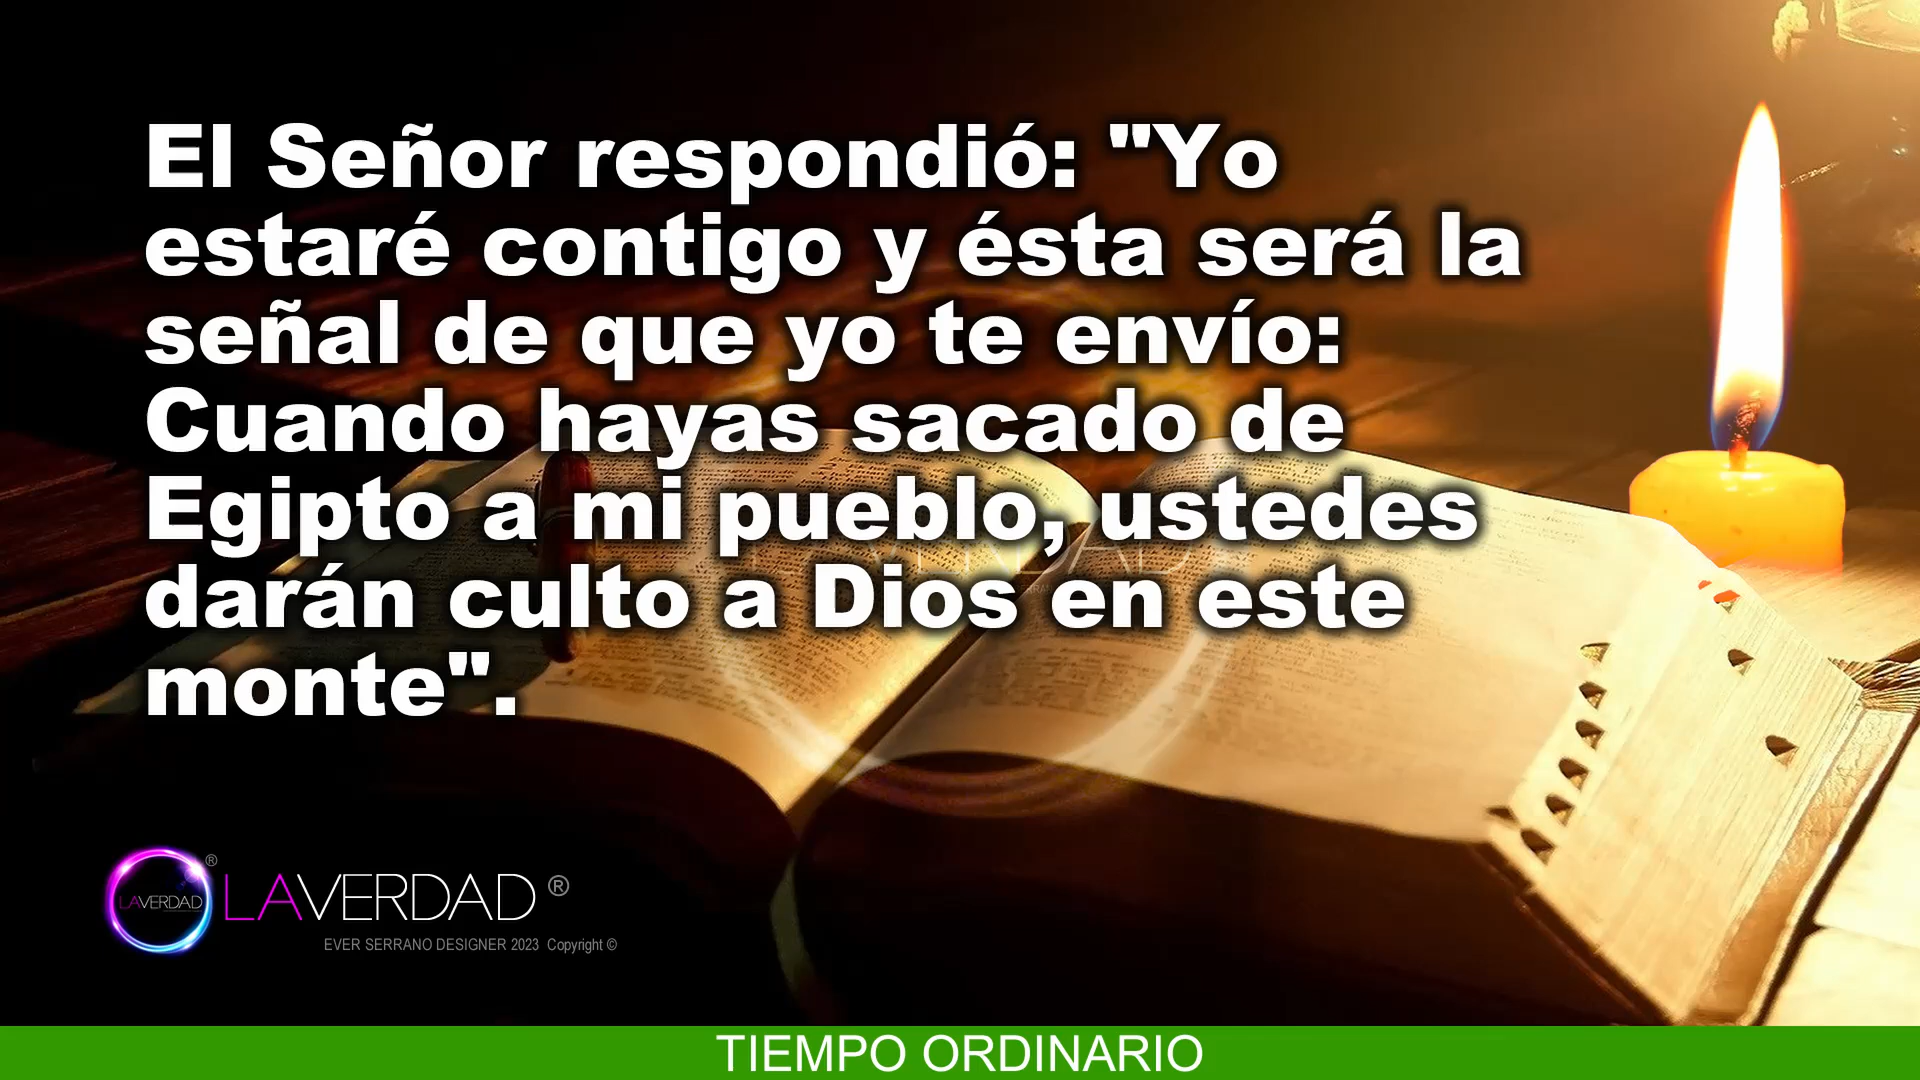 El Señor respondió: "Yo
estaré contigo y ésta será la
señal de que yo te envío:
Cuando hayas sacado de
Egipto a mi pueblo, ustedes
darán culto a Dios en este
monte".
LAVERDAD ®
LAVERDAD ®
EVER SERRANO DESIGNER 2023 Copyright ©
TIEMPO ORDINARIO